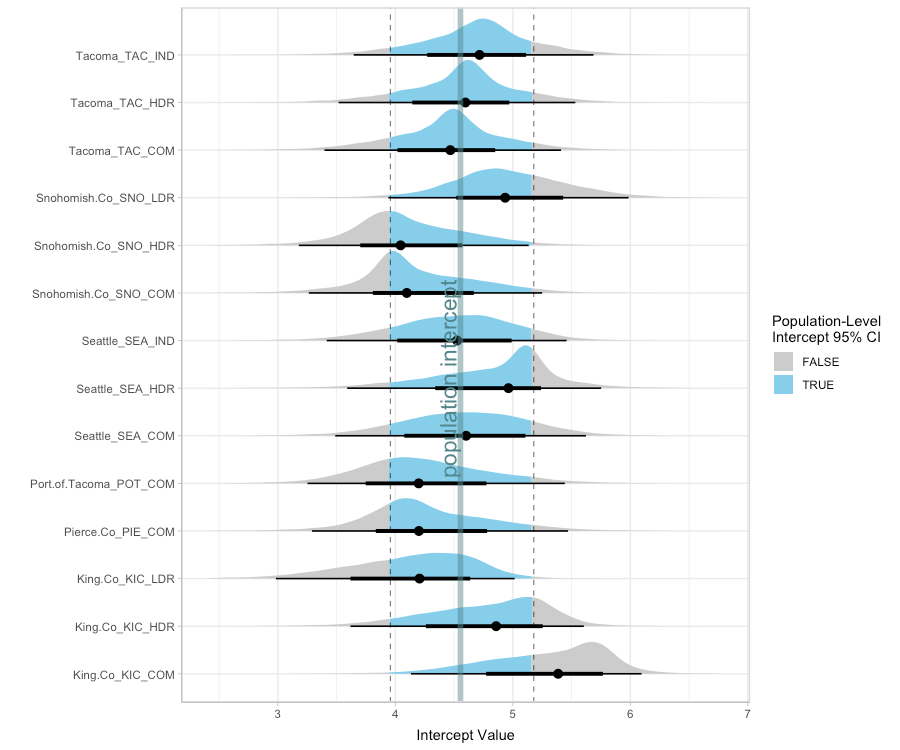 Tacoma_TAC_IND
Tacoma_TAC_HDR
Tacoma_TAC_COM
Snohomish.Co_SNO_LDR
Snohomish.Co_SNO_HDR
Snohomish.Co_SNO_COM
Seattle_SEA_IND
Seattle_SEA_HDR
Seattle_SEA_COM
Port.of.Tacoma_POT_COM
Pierce.Co_PIE_COM
King.Co_KIC_LDR
King.Co_KIC_HDR
King.Co_KIC_COM
population intercept
3 4 5 6 7
Intercept Value
Population-Level
Intercept 95% CI
FALSE
TRUE